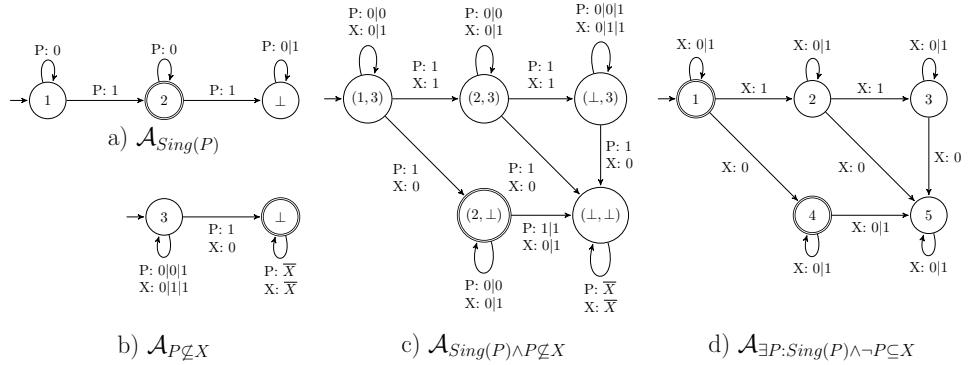 P: 0
P: 0
P: 0|1
1
P: 1
2
P: 1
⊥
a) 𝒜Sing(P)
3
P: 1
X: 0
⊥
P: 0|0|1
X: 0|1|1
P: X̅
X: X̅
b) 𝒜P⊈X
P: 0|0
X: 0|1
P: 0|0
X: 0|1
P: 0|0|1
X: 0|1|1
(1, 3)
P: 1
X: 1
(2, 3)
P: 1
X: 1
(⊥, 3)
P: 1
X: 0
P: 1
X: 0
P: 1
X: 0
(2, ⊥)
P: 1|1
X: 0|1
(⊥, ⊥)
P: 0|0
X: 0|1
P: X̅
X: X̅
c) 𝒜Sing(P)∧P⊈X
X: 0|1
X: 0|1
X: 0|1
1
X: 1
2
X: 1
3
X: 0
X: 0
X: 0
4
X: 0|1
5
X: 0|1
X: 0|1
d) 𝒜∃P:Sing(P)∧¬P⊆X